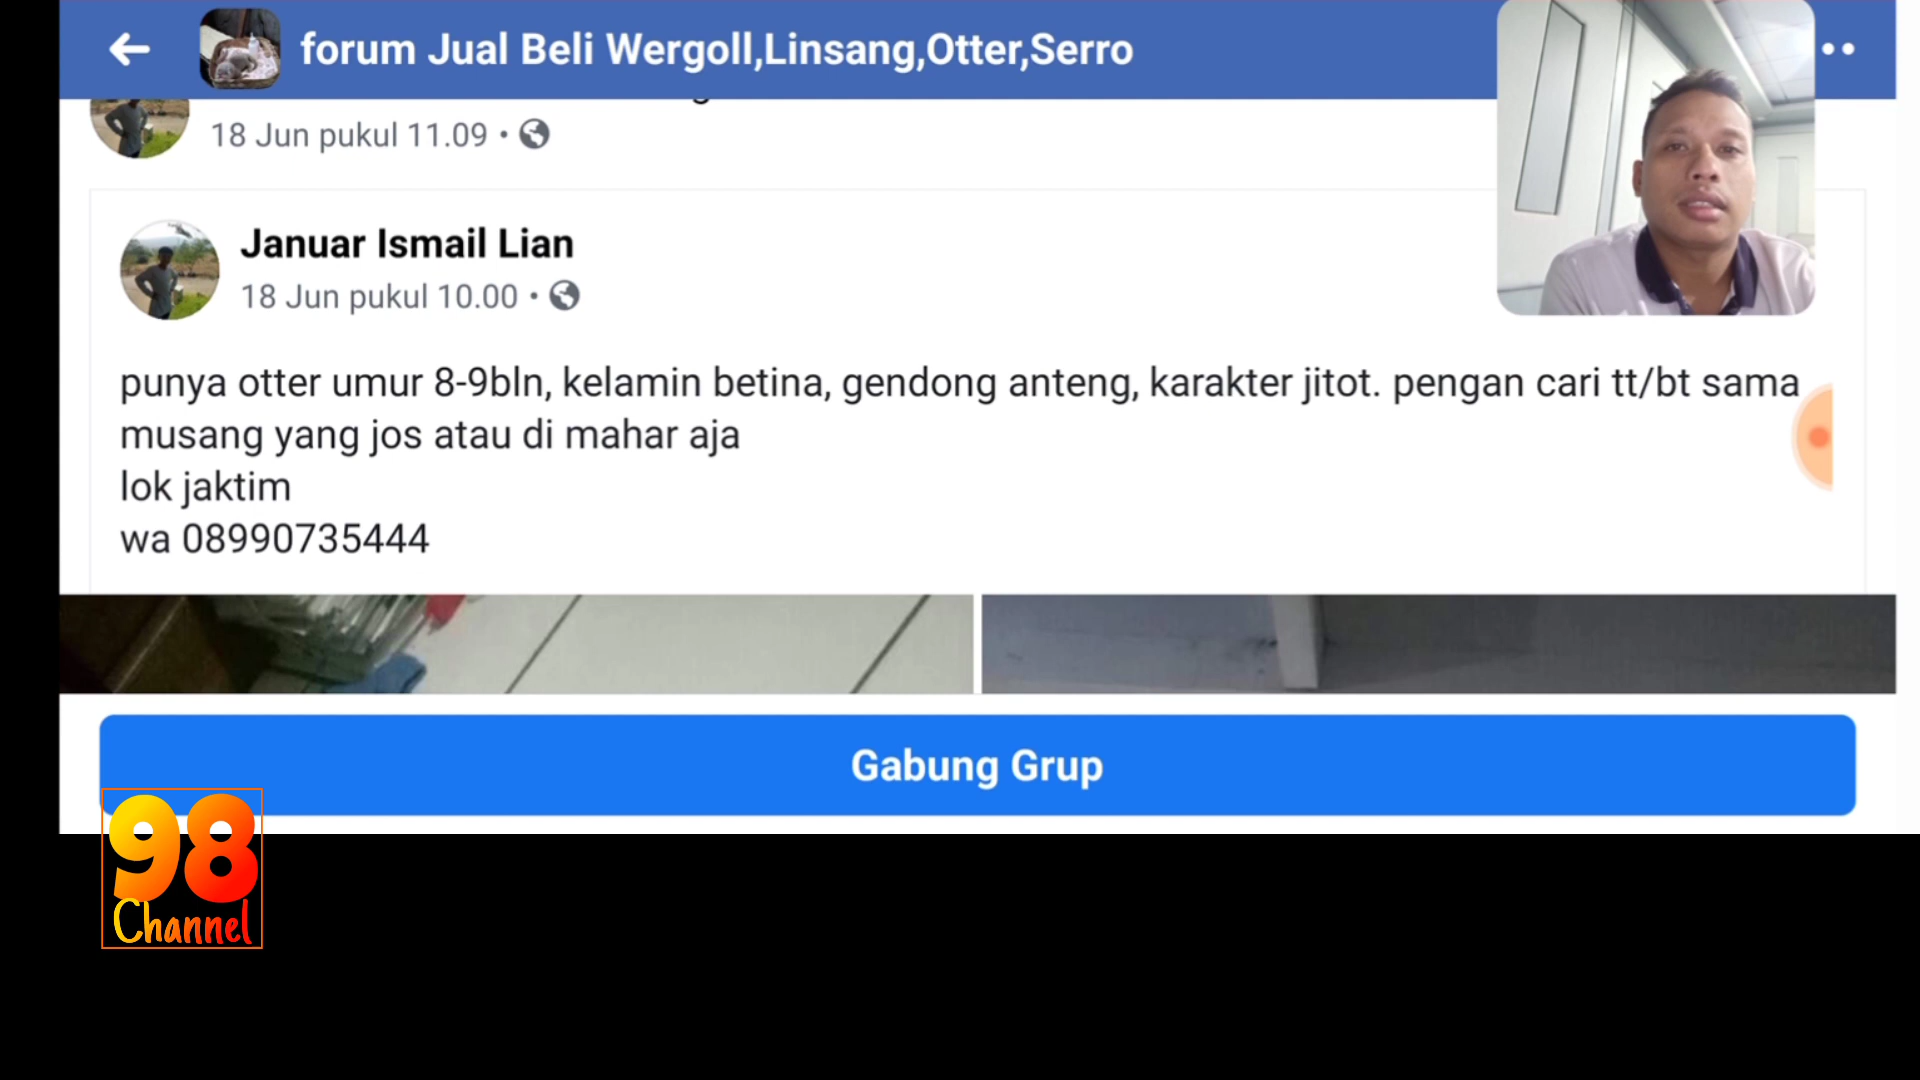 forum Jual Beli Wergoll,Linsang,Otter,Serro
18 Jun pukul 11.09 •
Januar Ismail Lian
18 Jun pukul 10.00 •
punya otter umur 8-9bln, kelamin betina, gendong anteng, karakter jitot. pengan cari tt/bt sama
musang yang jos atau di mahar aja
lok jaktim
wa 08990735444
Gabung Grup
98
Channel